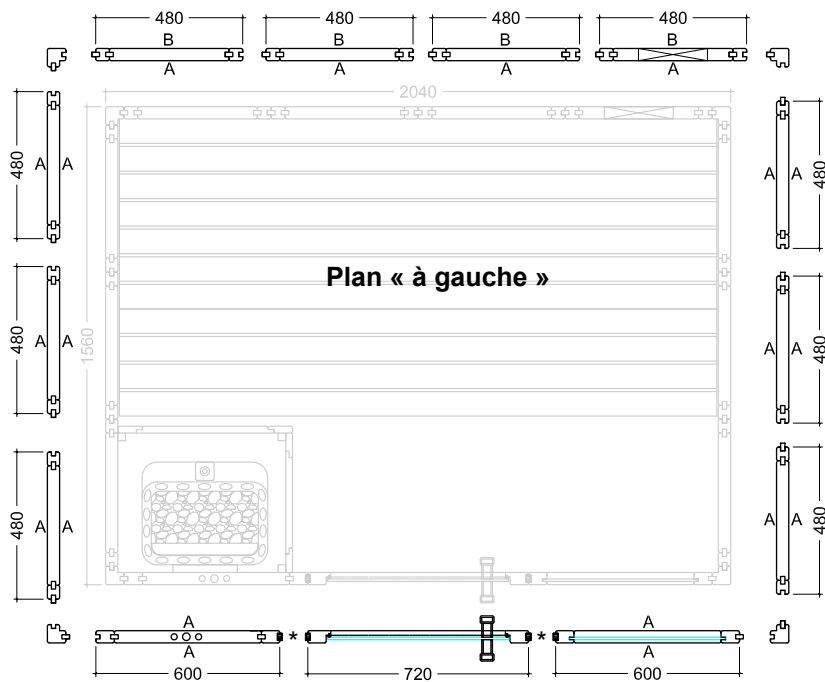 480 480 480 480
B B B B
A A A A
2040
480 A A
A A 480
Plan « à gauche »
480 A A
A A 480
1560
480 A A
A A 480
A * * A
A A
600 720 600